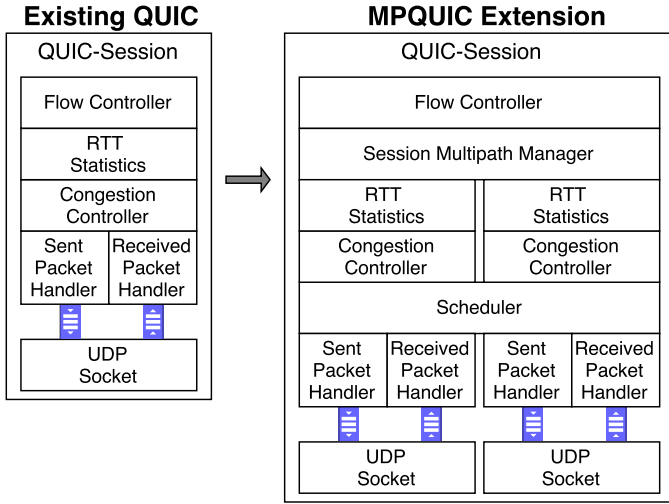 Existing QUIC
QUIC-Session
Flow Controller
RTT
Statistics
Congestion
Controller
Sent
Packet
Handler
Received
Packet
Handler
UDP
Socket
MPQUIC Extension
QUIC-Session
Flow Controller
Session Multipath Manager
RTT
Statistics
RTT
Statistics
Congestion
Controller
Congestion
Controller
Scheduler
Sent
Packet
Handler
Received
Packet
Handler
Sent
Packet
Handler
Received
Packet
Handler
UDP
Socket
UDP
Socket